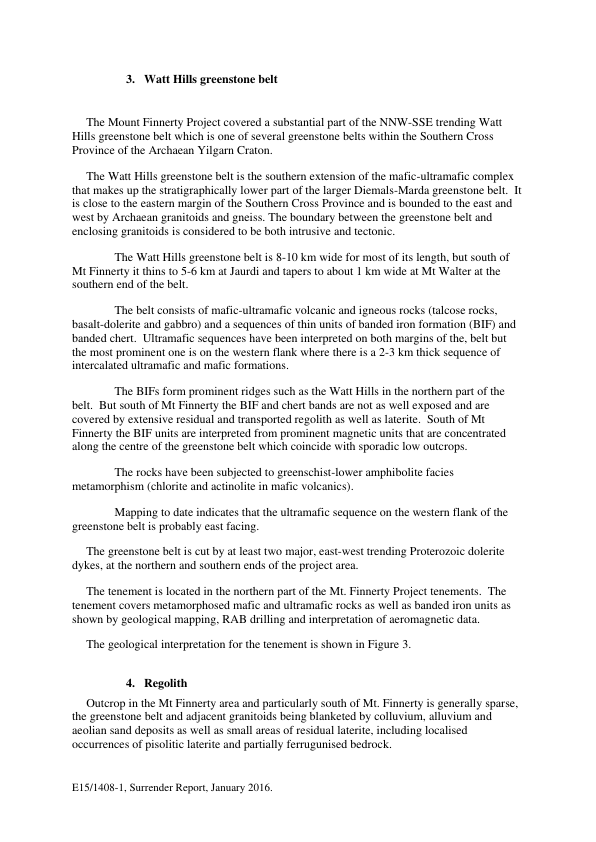 3. Watt Hills greenstone belt
The Mount Finnerty Project covered a substantial part of the NNW-SSE trending Watt
Hills greenstone belt which is one of several greenstone belts within the Southern Cross
Province of the Archaean Yilgarn Craton.
The Watt Hills greenstone belt is the southern extension of the mafic-ultramafic complex
that makes up the stratigraphically lower part of the larger Diemals-Marda greenstone belt. It
is close to the eastern margin of the Southern Cross Province and is bounded to the east and
west by Archaean granitoids and gneiss. The boundary between the greenstone belt and
enclosing granitoids is considered to be both intrusive and tectonic.
The Watt Hills greenstone belt is 8-10 km wide for most of its length, but south of
Mt Finnerty it thins to 5-6 km at Jaurdi and tapers to about 1 km wide at Mt Walter at the
southern end of the belt.
The belt consists of mafic-ultramafic volcanic and igneous rocks (talcose rocks,
basalt-dolerite and gabbro) and a sequences of thin units of banded iron formation (BIF) and
banded chert. Ultramafic sequences have been interpreted on both margins of the, belt but
the most prominent one is on the western flank where there is a 2-3 km thick sequence of
intercalated ultramafic and mafic formations.
The BIFs form prominent ridges such as the Watt Hills in the northern part of the
belt. But south of Mt Finnerty the BIF and chert bands are not as well exposed and are
covered by extensive residual and transported regolith as well as laterite. South of Mt
Finnerty the BIF units are interpreted from prominent magnetic units that are concentrated
along the centre of the greenstone belt which coincide with sporadic low outcrops.
The rocks have been subjected to greenschist-lower amphibolite facies
metamorphism (chlorite and actinolite in mafic volcanics).
Mapping to date indicates that the ultramafic sequence on the western flank of the
greenstone belt is probably east facing.
The greenstone belt is cut by at least two major, east-west trending Proterozoic dolerite
dykes, at the northern and southern ends of the project area.
The tenement is located in the northern part of the Mt. Finnerty Project tenements. The
tenement covers metamorphosed mafic and ultramafic rocks as well as banded iron units as
shown by geological mapping, RAB drilling and interpretation of aeromagnetic data.
The geological interpretation for the tenement is shown in Figure 3.
4. Regolith
Outcrop in the Mt Finnerty area and particularly south of Mt. Finnerty is generally sparse,
the greenstone belt and adjacent granitoids being blanketed by colluvium, alluvium and
aeolian sand deposits as well as small areas of residual laterite, including localised
occurrences of pisolitic laterite and partially ferrugunised bedrock.
E15/1408-1, Surrender Report, January 2016.